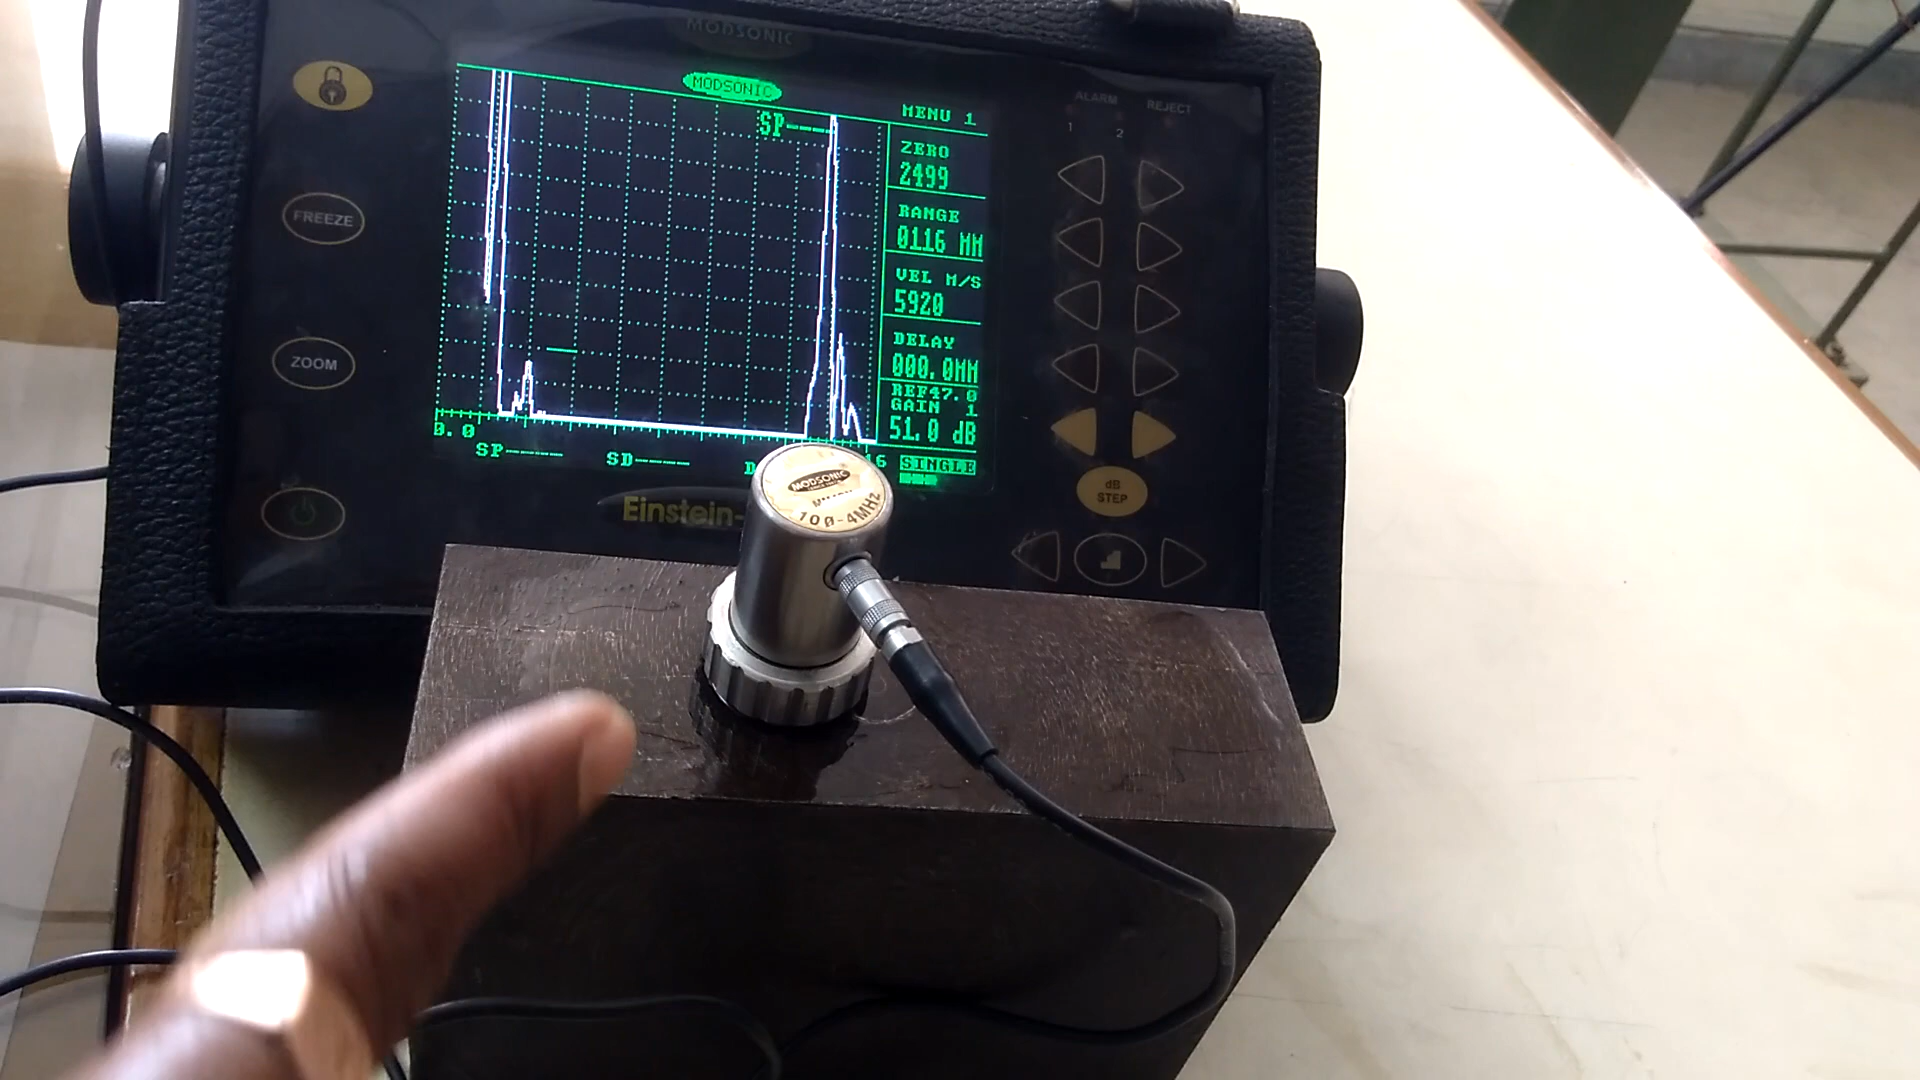 MODSONIC
MODSONIC
MENU 1
SP----
ZERO
2499
RANGE
0116 MM
VEL M/S
5920
DELAY
000.0MM
REF47.0
GAIN 1
51.0 dB
SINGLE
0.0
SP------
SD-----
D
16
FREEZE
ZOOM
ALARM
REJECT
1
2
dB
STEP
Einstein-
MODSONIC
100-4MHz